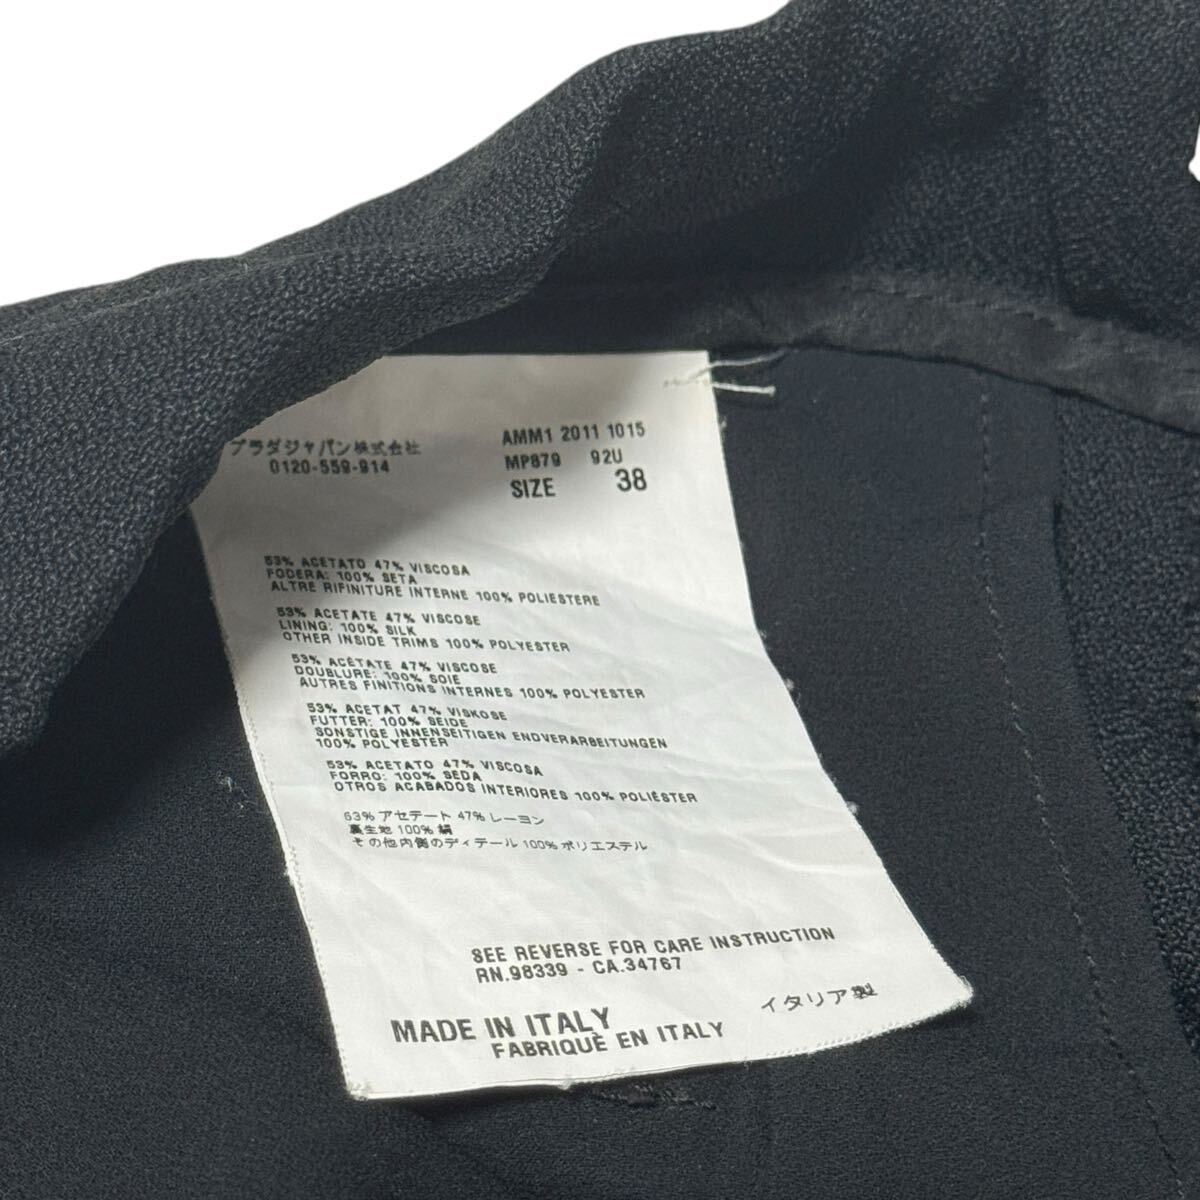 プラダジャパン株式会社
0120-559-914
AMM1 2011 1015
MP879 92U
SIZE 38
53% ACETATO 47% VISCOSA
FODERA: 100% SETA
ALTRE RIFINITURE INTERNE 100% POLIESTERE
53% ACETATE 47% VISCOSE
LINING: 100% SILK
OTHER INSIDE TRIMS 100% POLYESTER
53% ACÉTATE 47% VISCOSE
DOUBLURE: 100% SOIE
AUTRES FINITIONS INTERNES 100% POLYESTER
53% ACETAT 47% VISKOSE
FUTTER: 100% SEIDE
SONSTIGE INNENSEITIGEN ENDVERARBEITUNGEN
100% POLYESTER
53% ACETATO 47% VISCOSA
FORRO: 100% SEDA
OTROS ACABADOS INTERIORES 100% POLIÉSTER
53% アセテート 47% レーヨン
裏生地 100% 絹
その他内側のディテール 100% ポリエステル
SEE REVERSE FOR CARE INSTRUCTION
RN.98339 - CA.34767
MADE IN ITALY
FABRIQUÈ EN ITALY
イタリア製